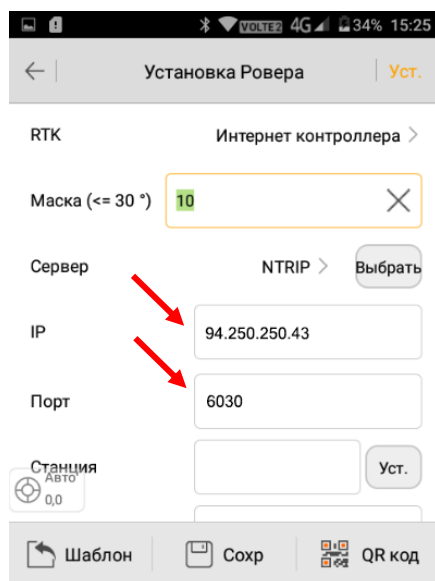 VOLTE2 4G 34% 15:25
Установка Ровера Уст.
RTK Интернет контроллера >
Маска (<= 30 °) 10
Сервер NTRIP > Выбрать
IP 94.250.250.43
Порт 6030
Станция Уст.
Авто
0,0
Шаблон Сохр QR код